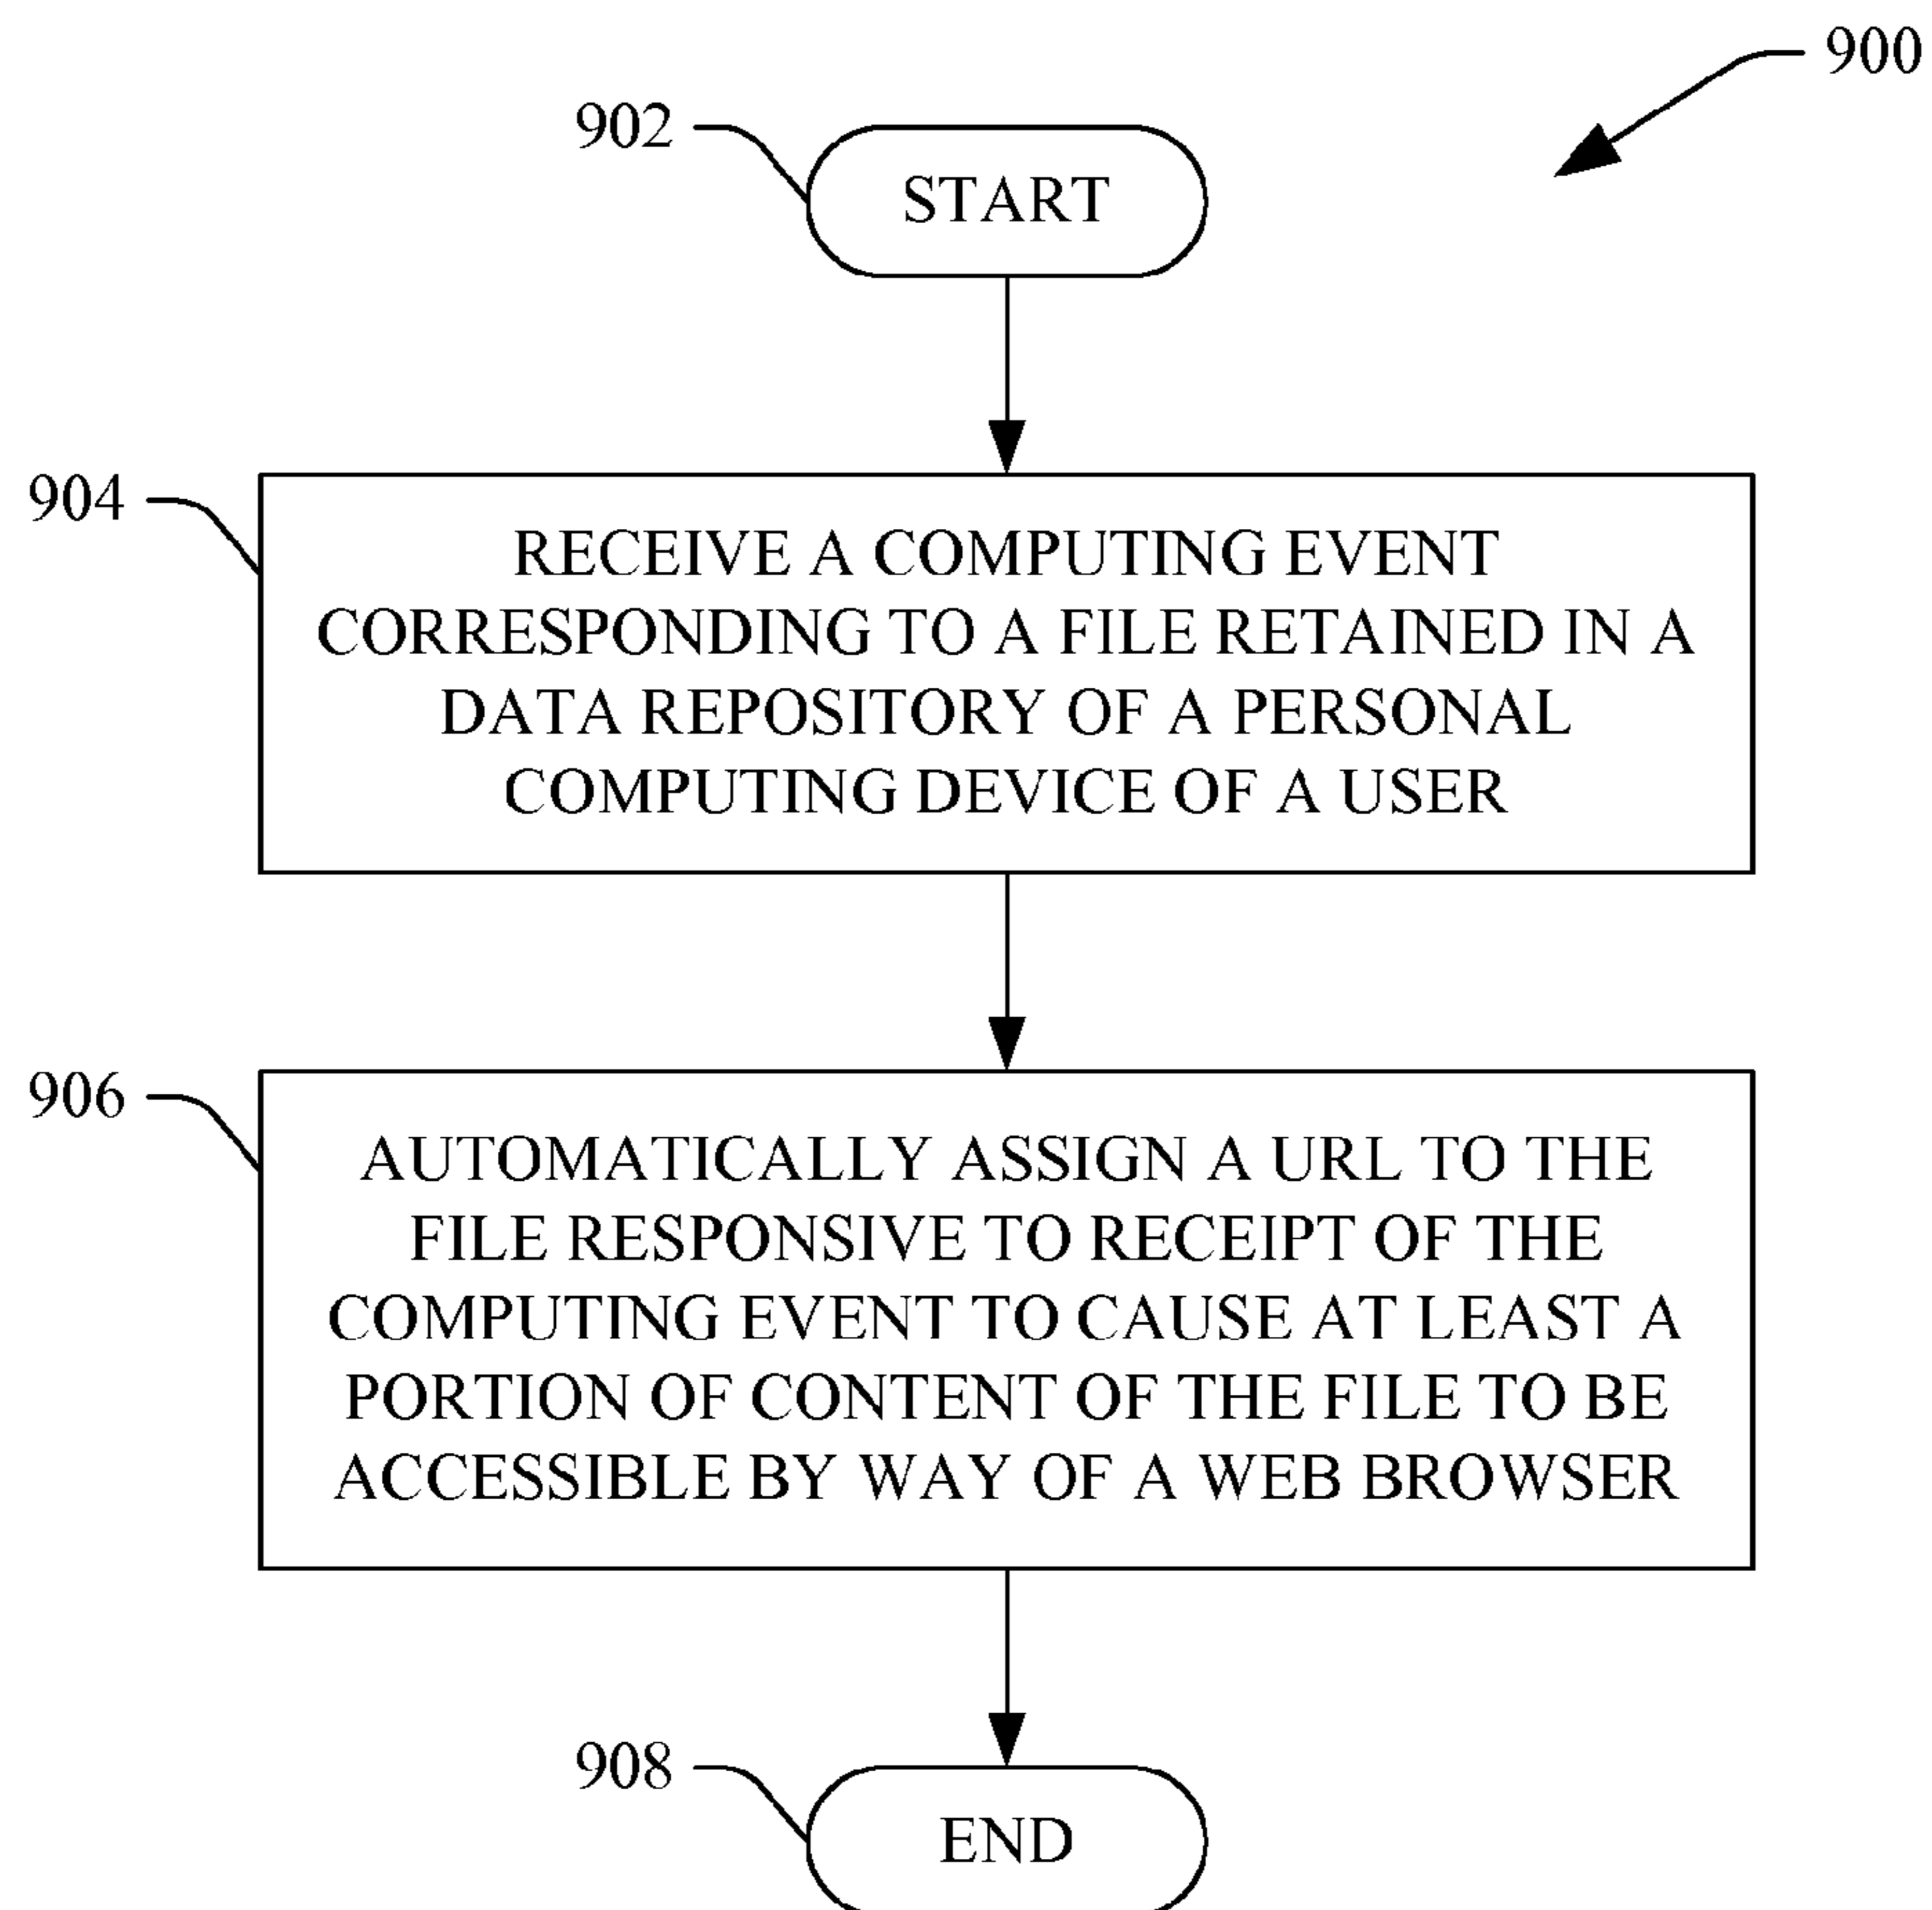 900
902
START
904
RECEIVE A COMPUTING EVENT
CORRESPONDING TO A FILE RETAINED IN A
DATA REPOSITORY OF A PERSONAL
COMPUTING DEVICE OF A USER
906
AUTOMATICALLY ASSIGN A URL TO THE
FILE RESPONSIVE TO RECEIPT OF THE
COMPUTING EVENT TO CAUSE AT LEAST A
PORTION OF CONTENT OF THE FILE TO BE
ACCESSIBLE BY WAY OF A WEB BROWSER
908
END